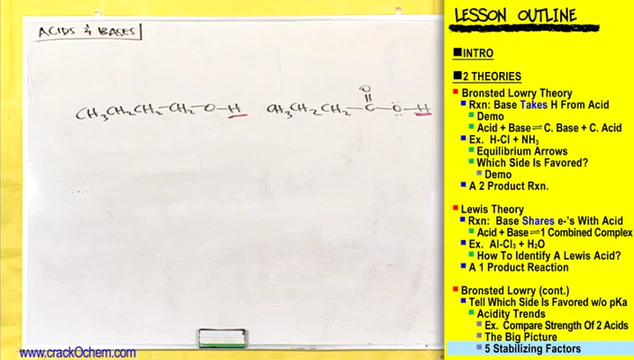 ACIDS & BASES
O
CH₃CH₂CH₂-CH₂-O-H CH₃CH₂CH₂-C-O-H
www.crackOchem.com
LESSON OUTLINE
INTRO
2 THEORIES
Bronsted Lowry Theory
Rxn: Base Takes H From Acid
Demo
Acid + Base⇌C. Base + C. Acid
Ex. H-Cl + NH₃
Equilibrium Arrows
Which Side Is Favored?
Demo
A 2 Product Rxn.
Lewis Theory
Rxn: Base Shares e-'s With Acid
Acid + Base⇌1 Combined Complex
Ex. Al-Cl₃ + H₂O
How To Identify A Lewis Acid?
A 1 Product Reaction
Bronsted Lowry (cont.)
Tell Which Side Is Favored w/o pKa
Acidity Trends
Ex. Compare Strength Of 2 Acids
The Big Picture
5 Stabilizing Factors